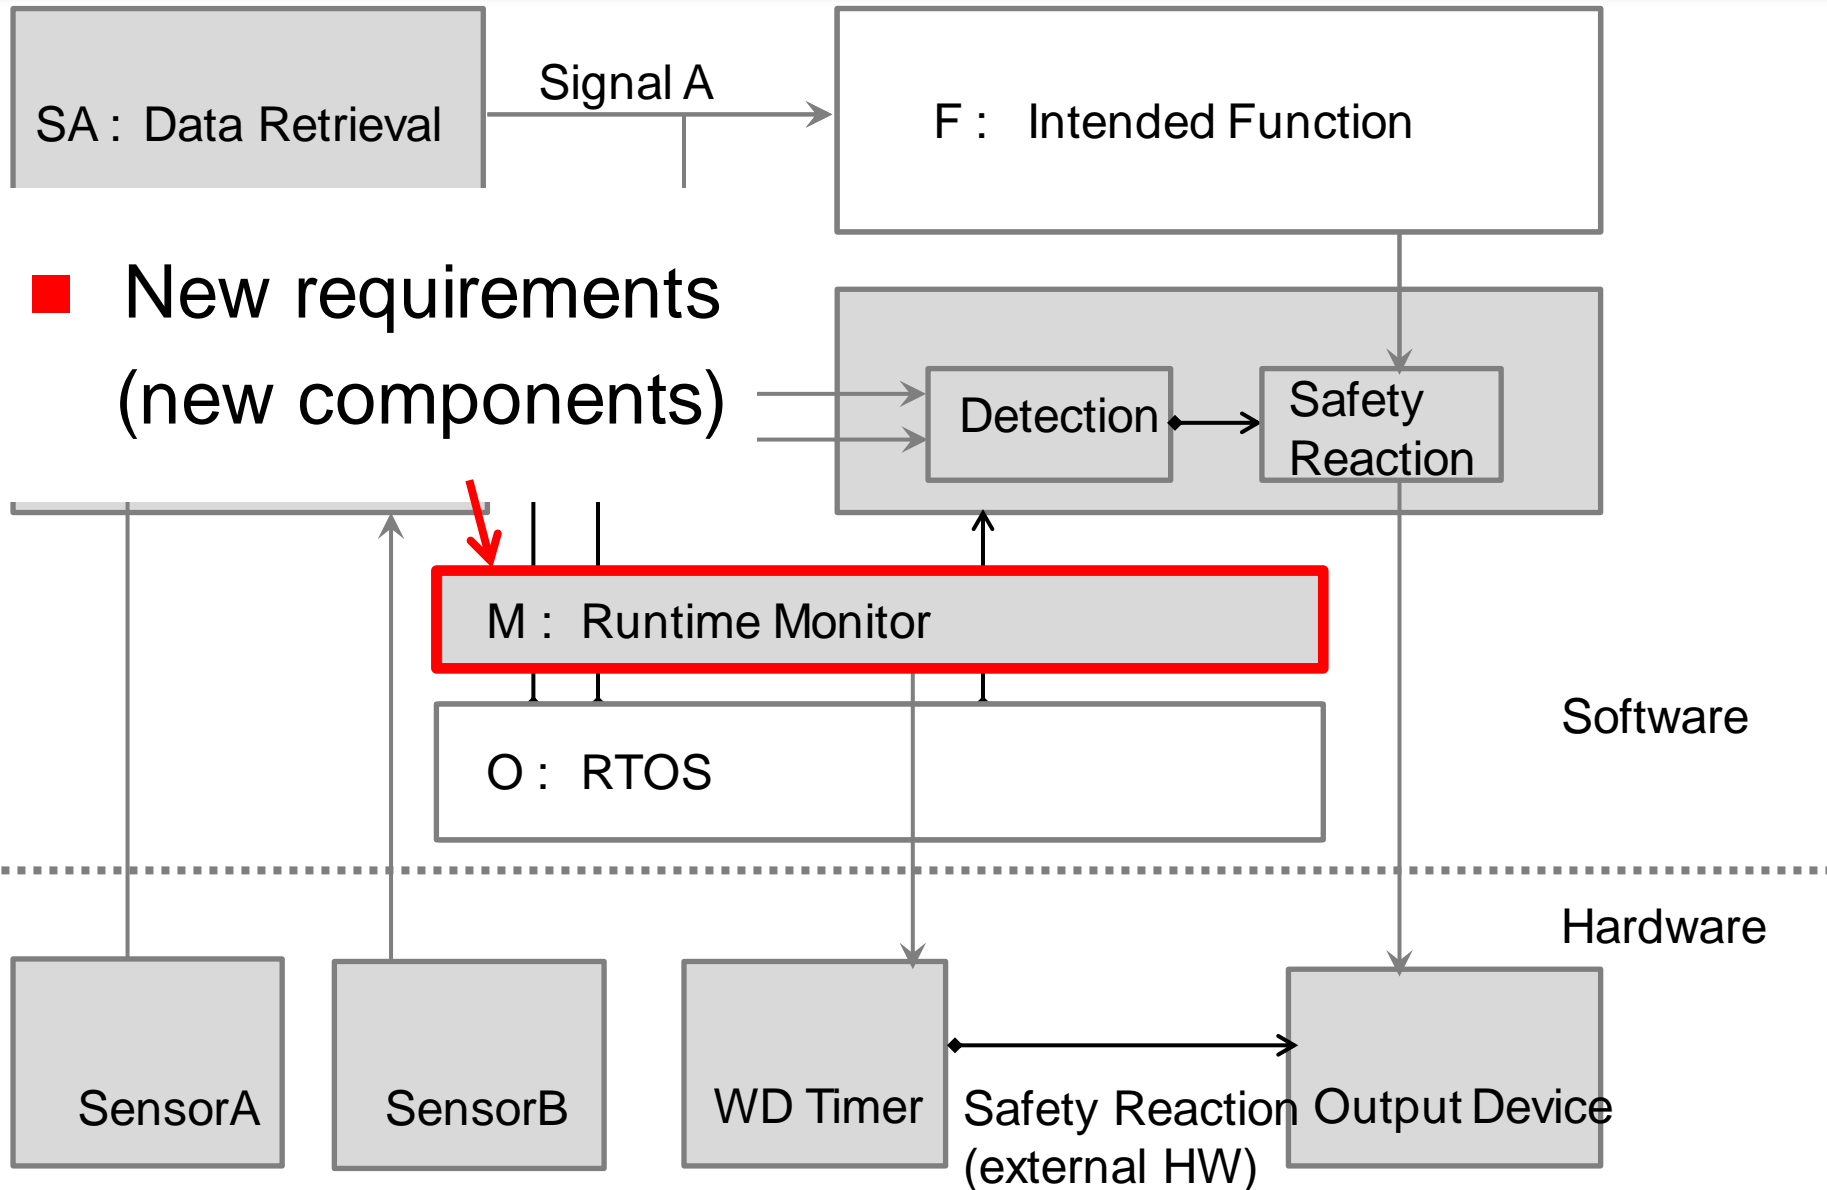 Signal A
SA : Data Retrieval
F : Intended Function
New requirements
(new components)
Detection
Safety
Reaction
M : Runtime Monitor
Software
O : RTOS
Hardware
SensorA
SensorB
WD Timer
Safety Reaction
(external HW)
Output Device